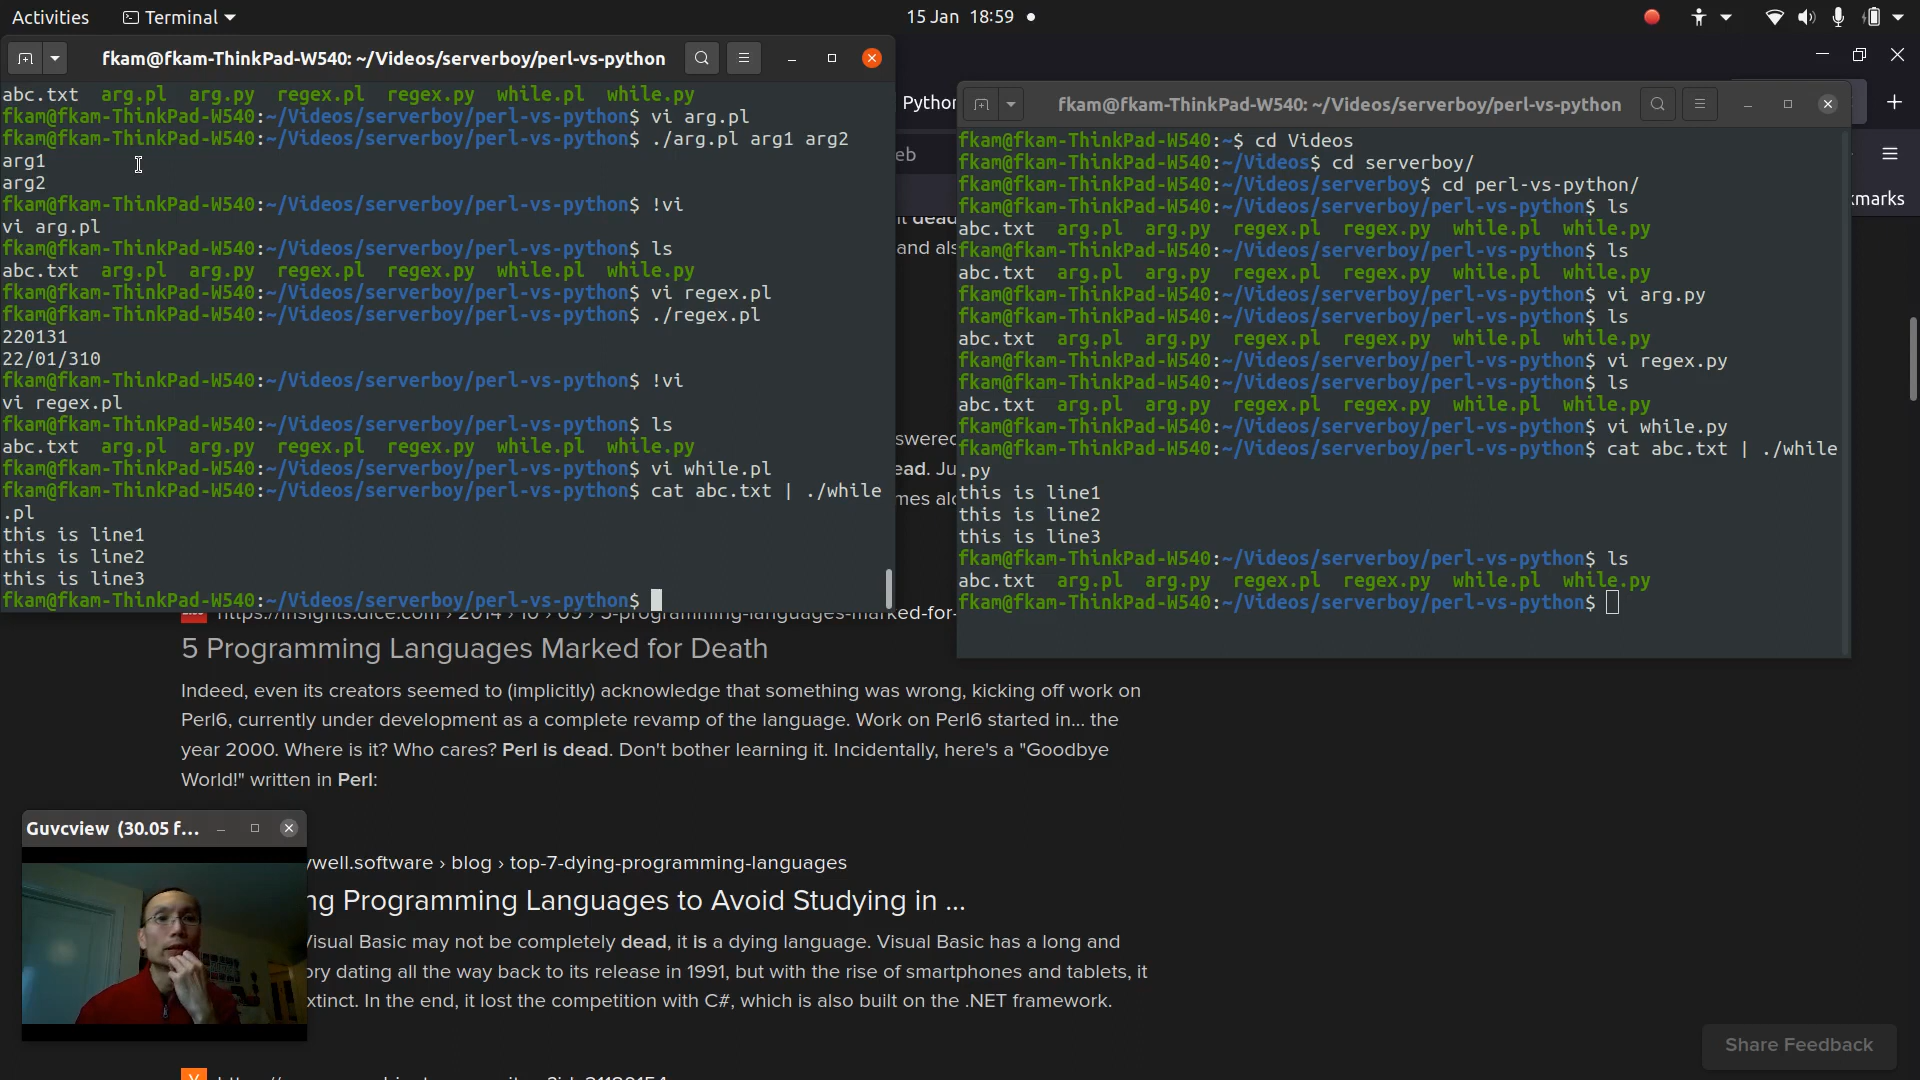 Activities
Terminal
15 Jan 18:59
fkam@fkam-ThinkPad-W540: ~/Videos/serverboy/perl-vs-python
abc.txt arg.pl arg.py regex.pl regex.py while.pl while.py
fkam@fkam-ThinkPad-W540:~/Videos/serverboy/perl-vs-python$ vi arg.pl
fkam@fkam-ThinkPad-W540:~/Videos/serverboy/perl-vs-python$ ./arg.pl arg1 arg2
arg1
arg2
fkam@fkam-ThinkPad-W540:~/Videos/serverboy/perl-vs-python$ !vi
vi arg.pl
fkam@fkam-ThinkPad-W540:~/Videos/serverboy/perl-vs-python$ ls
abc.txt arg.pl arg.py regex.pl regex.py while.pl while.py
fkam@fkam-ThinkPad-W540:~/Videos/serverboy/perl-vs-python$ vi regex.pl
fkam@fkam-ThinkPad-W540:~/Videos/serverboy/perl-vs-python$ ./regex.pl
220131
22/01/310
fkam@fkam-ThinkPad-W540:~/Videos/serverboy/perl-vs-python$ !vi
vi regex.pl
fkam@fkam-ThinkPad-W540:~/Videos/serverboy/perl-vs-python$ ls
abc.txt arg.pl arg.py regex.pl regex.py while.pl while.py
fkam@fkam-ThinkPad-W540:~/Videos/serverboy/perl-vs-python$ vi while.pl
fkam@fkam-ThinkPad-W540:~/Videos/serverboy/perl-vs-python$ cat abc.txt | ./while
.pl
this is line1
this is line2
this is line3
fkam@fkam-ThinkPad-W540:~/Videos/serverboy/perl-vs-python$
fkam@fkam-ThinkPad-W540: ~/Videos/serverboy/perl-vs-python
fkam@fkam-ThinkPad-W540:~$ cd Videos
fkam@fkam-ThinkPad-W540:~/Videos$ cd serverboy/
fkam@fkam-ThinkPad-W540:~/Videos/serverboy$ cd perl-vs-python/
fkam@fkam-ThinkPad-W540:~/Videos/serverboy/perl-vs-python$ ls
abc.txt arg.pl arg.py regex.pl regex.py while.pl while.py
fkam@fkam-ThinkPad-W540:~/Videos/serverboy/perl-vs-python$ ls
abc.txt arg.pl arg.py regex.pl regex.py while.pl while.py
fkam@fkam-ThinkPad-W540:~/Videos/serverboy/perl-vs-python$ vi arg.py
fkam@fkam-ThinkPad-W540:~/Videos/serverboy/perl-vs-python$ ls
abc.txt arg.pl arg.py regex.pl regex.py while.pl while.py
fkam@fkam-ThinkPad-W540:~/Videos/serverboy/perl-vs-python$ vi regex.py
fkam@fkam-ThinkPad-W540:~/Videos/serverboy/perl-vs-python$ ls
abc.txt arg.pl arg.py regex.pl regex.py while.pl while.py
fkam@fkam-ThinkPad-W540:~/Videos/serverboy/perl-vs-python$ vi while.py
fkam@fkam-ThinkPad-W540:~/Videos/serverboy/perl-vs-python$ cat abc.txt | ./while
.py
this is line1
this is line2
this is line3
fkam@fkam-ThinkPad-W540:~/Videos/serverboy/perl-vs-python$ ls
abc.txt arg.pl arg.py regex.pl regex.py while.pl while.py
fkam@fkam-ThinkPad-W540:~/Videos/serverboy/perl-vs-python$
5 Programming Languages Marked for Death
Indeed, even its creators seemed to (implicitly) acknowledge that something was wrong, kicking off work on
Perl6, currently under development as a complete revamp of the language. Work on Perl6 started in... the
year 2000. Where is it? Who cares? Perl is dead. Don't bother learning it. Incidentally, here's a "Goodbye
World!" written in Perl:
Guvcview (30.05 f...
ywell.software › blog › top-7-dying-programming-languages
ng Programming Languages to Avoid Studying in ...
Visual Basic may not be completely dead, it is a dying language. Visual Basic has a long and
ory dating all the way back to its release in 1991, but with the rise of smartphones and tablets, it
xtinct. In the end, it lost the competition with C#, which is also built on the .NET framework.
Share Feedback